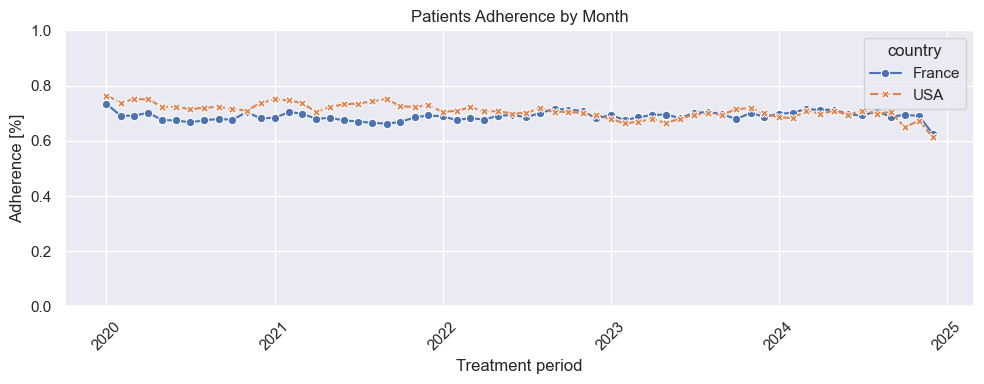 Patients Adherence by Month
Adherence [%]
1.0
0.8
0.6
0.4
0.2
0.0
country
France
USA
2020
2021
2022
2023
2024
2025
Treatment period